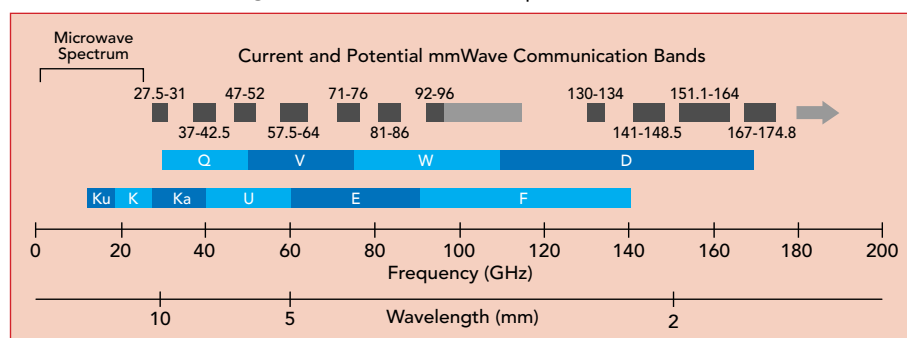 Microwave
Spectrum
Current and Potential mmWave Communication Bands
27.5-31 47-52 71-76 92-96 130-134 151.1-164
37-42.5 57.5-64 81-86 141-148.5 167-174.8
Q V W D
Ku K Ka U E F
0 20 40 60 80 100 120 140 160 180 200
Frequency (GHz)
10 5 Wavelength (mm) 2